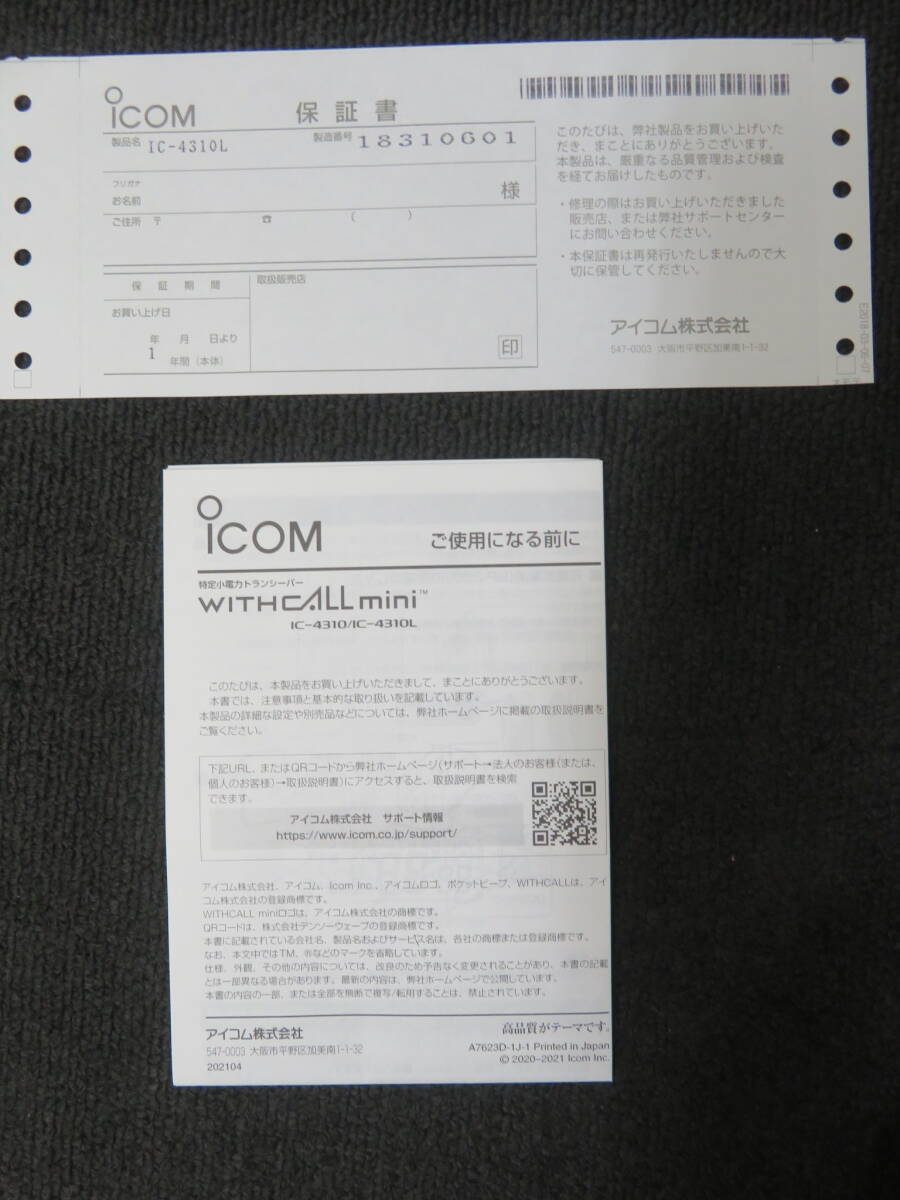 ICOM 保証書
製品名 IC-4310L 製造番号 18310601
フリガナ
お名前 様
ご住所 〒 ☎ ( )
保証期間 取扱販売店
お買い上げ日
年 月 日より
1 年間(本体) 印
このたびは、弊社製品をお買い上げいた
だき、まことにありがとうございます。
本製品は、厳重なる品質管理および検査
を経てお届けしたものです。
・修理の際はお買い上げいただきました
販売店、または弊社サポートセンター
にお問い合わせください。
・本保証書は再発行いたしませんので大
切に保管してください。
アイコム株式会社
547-0003 大阪市平野区加美南1-1-32
ICOM ご使用になる前に
特定小電力トランシーバー
WITHCALL mini™
IC-4310/IC-4310L
このたびは、本製品をお買い上げいただきまして、まことにありがとうございます。
本書では、注意事項と基本的な取り扱いを記載しています。
本製品の詳細な設定や別売品などについては、弊社ホームページに掲載の取扱説明書を
ご覧ください。
下記URL、またはQRコードから弊社ホームページ(サポート→法人のお客様(または、
個人のお客様)→取扱説明書)にアクセスすると、取扱説明書を検索
できます。
アイコム株式会社 サポート情報
https://www.icom.co.jp/support/
アイコム株式会社、アイコム、Icom Inc.、アイコムロゴ、ポケットビープ、WITHCALLは、アイ
コム株式会社の登録商標です。
WITHCALL miniロゴは、アイコム株式会社の商標です。
QRコードは、株式会社デンソーウェーブの登録商標です。
本書に記載されている会社名、製品名およびサービス名は、各社の商標または登録商標です。
なお、本文中ではTM、®などのマークを省略しています。
仕様、外観、その他の内容については、改良のため予告なく変更されることがあり、本書の記載
とは一部異なる場合があります。最新の内容は、弊社ホームページで公開しています。
本書の内容の一部、または全部を無断で複写/転用することは、禁止されています。
アイコム株式会社 高品質がテーマです。
547-0003 大阪市平野区加美南1-1-32 A7623D-1J-1 Printed in Japan
202104 © 2020-2021 Icom Inc.